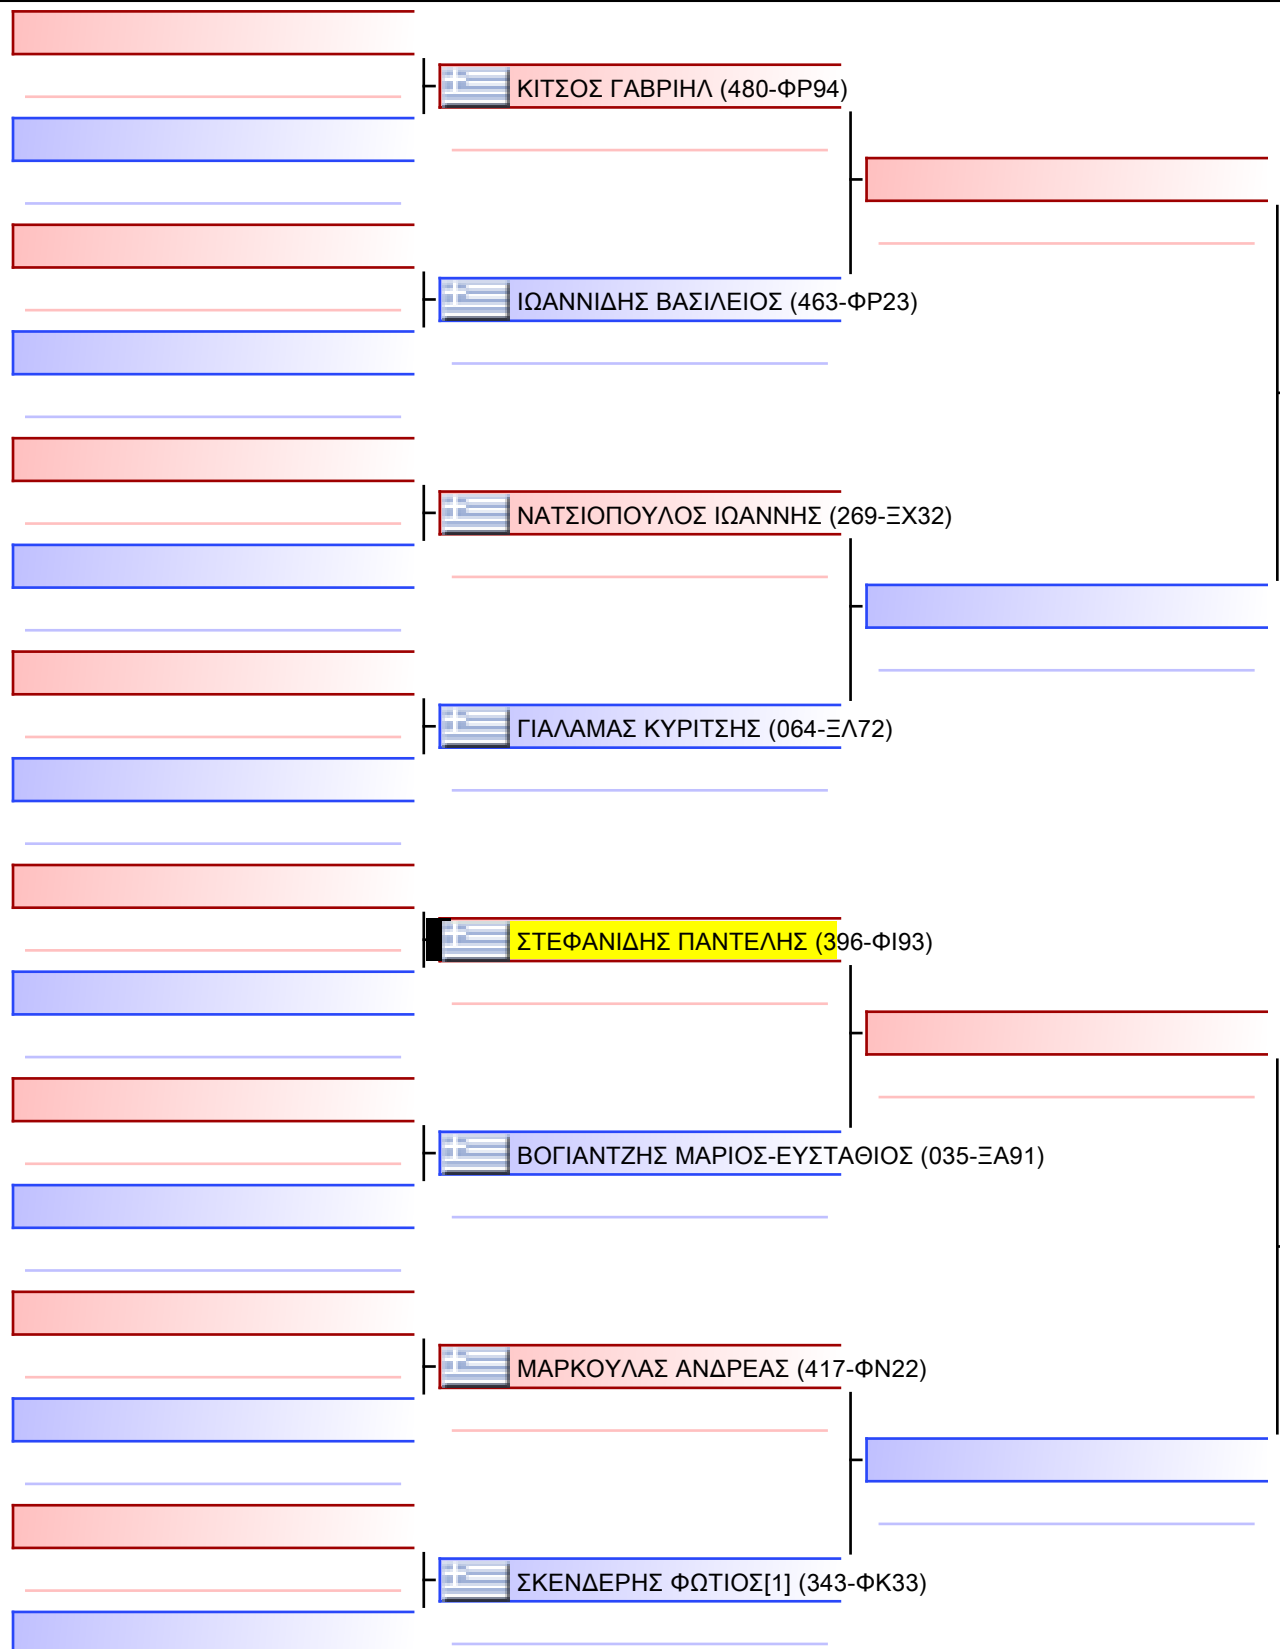 ΚΙΤΣΟΣ ΓΑΒΡΙΗΛ (480-ΦΡ94)
ΙΩΑΝΝΙΔΗΣ ΒΑΣΙΛΕΙΟΣ (463-ΦΡ23)
ΝΑΤΣΙΟΠΟΥΛΟΣ ΙΩΑΝΝΗΣ (269-ΞΧ32)
ΓΙΑΛΑΜΑΣ ΚΥΡΙΤΣΗΣ (064-ΞΛ72)
ΣΤΕΦΑΝΙΔΗΣ ΠΑΝΤΕΛΗΣ (396-ΦΙ93)
ΒΟΓΙΑΝΤΖΗΣ ΜΑΡΙΟΣ-ΕΥΣΤΑΘΙΟΣ (035-ΞΑ91)
ΜΑΡΚΟΥΛΑΣ ΑΝΔΡΕΑΣ (417-ΦΝ22)
ΣΚΕΝΔΕΡΗΣ ΦΩΤΙΟΣ[1] (343-ΦΚ33)